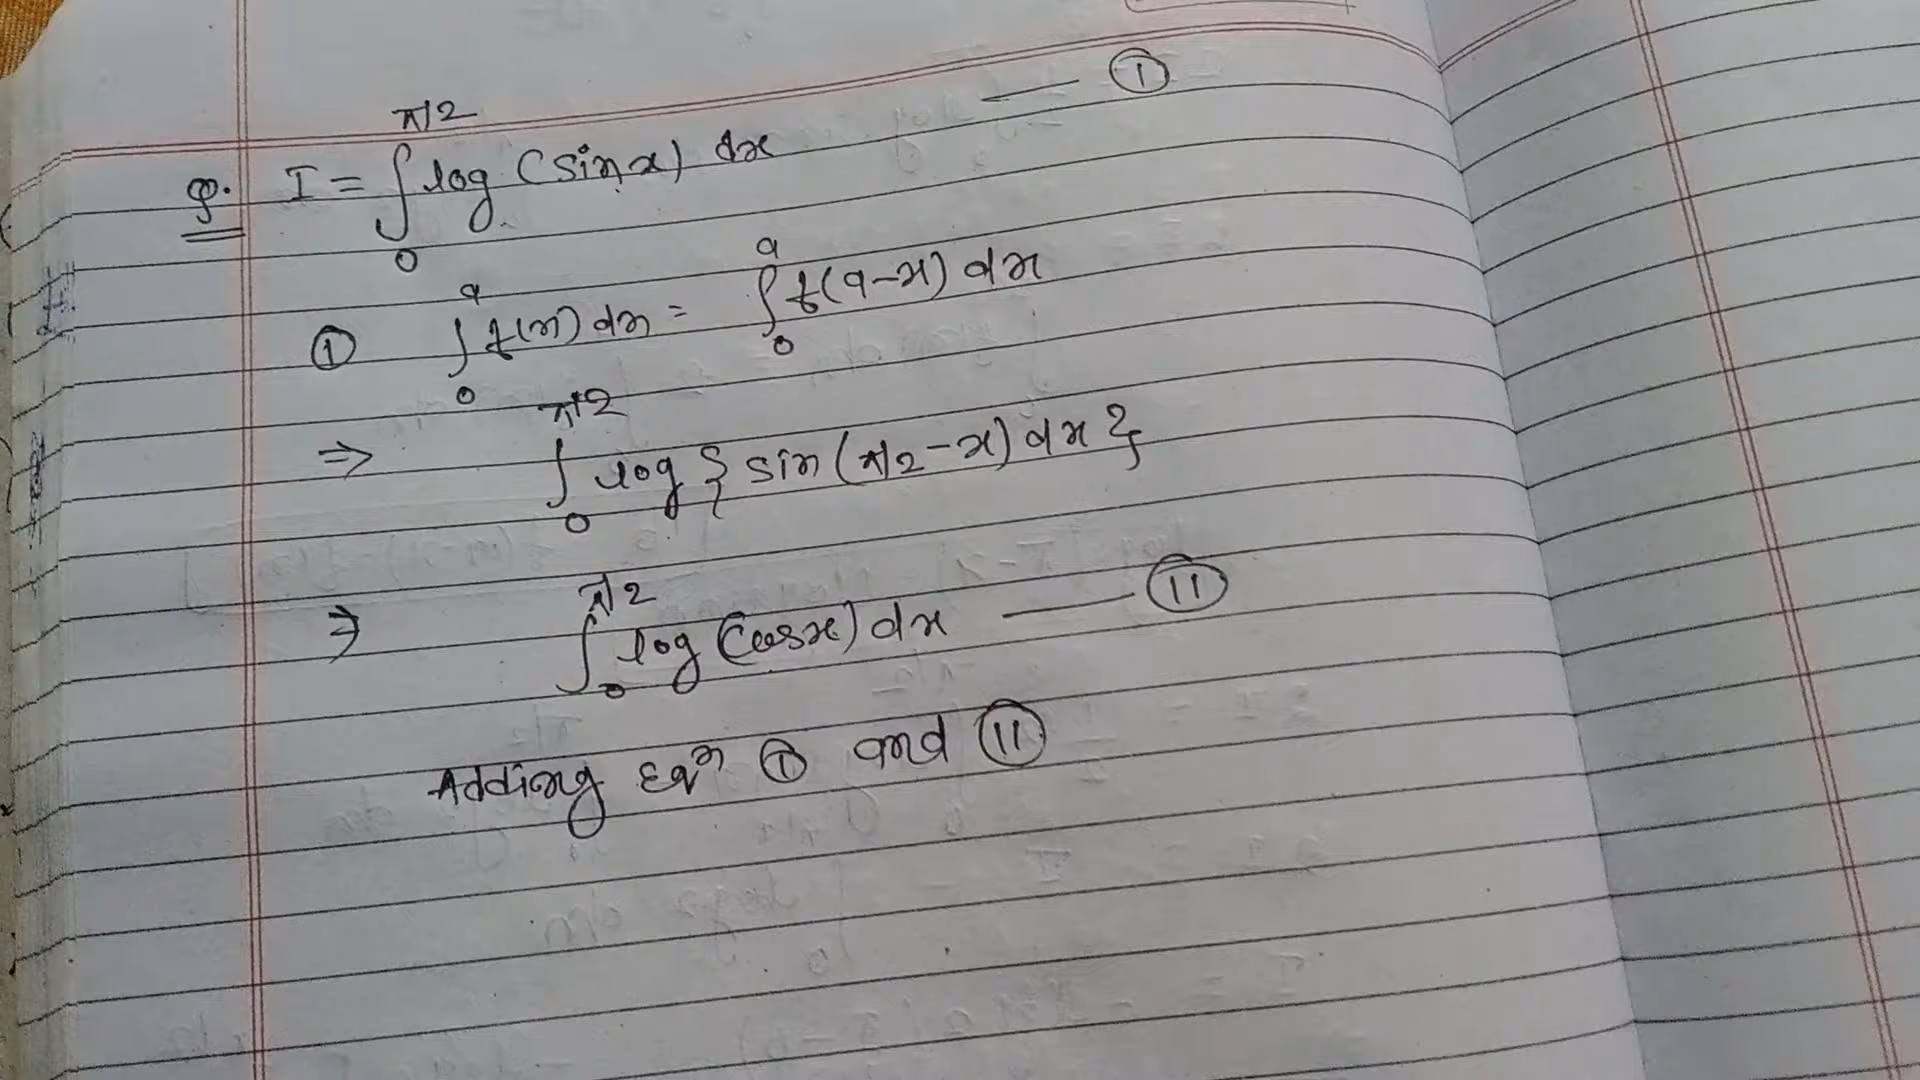 Q. I = ∫₀^π/2 log (sin x) dx —— Ⓘ
① ∫₀^a f(x) dx = ∫₀^a f(a-x) dx
⇒ ∫₀^π/2 log { sin (π/2 - x) dx }
⇒ ∫₀^π/2 log (cos x) dx —— (II)
Adding Eqⁿ Ⓘ and (II)